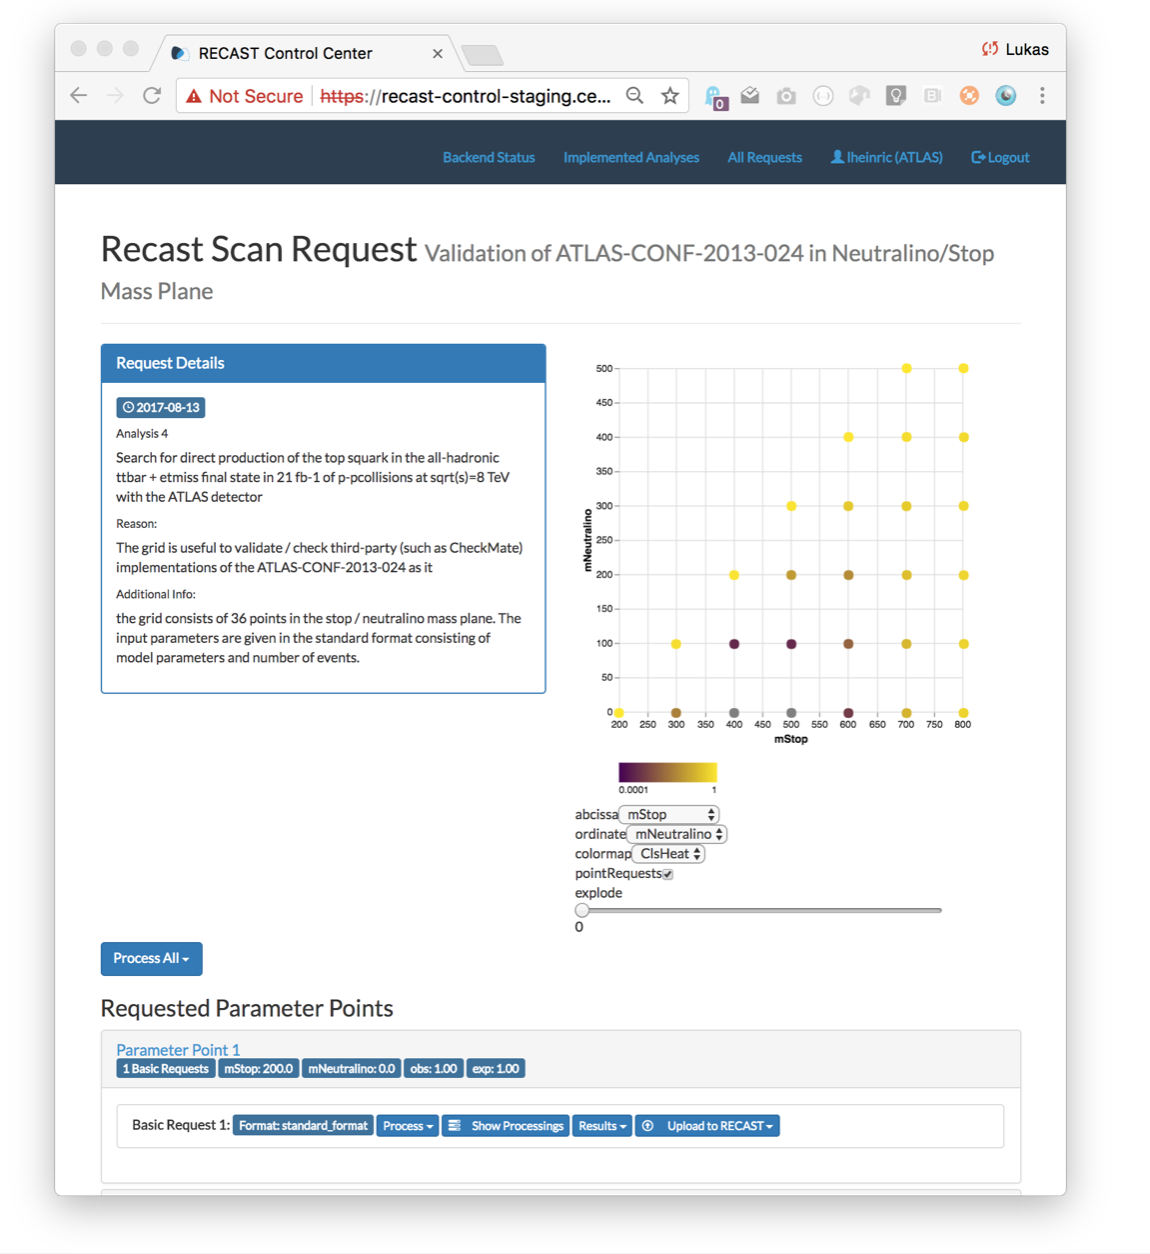 RECAST Control Center
Lukas
Not Secure https://recast-control-staging.ce...
0
Backend Status Implemented Analyses All Requests lheinric (ATLAS) Logout
Recast Scan Request Validation of ATLAS-CONF-2013-024 in Neutralino/Stop
Mass Plane
Request Details
2017-08-13
Analysis 4
Search for direct production of the top squark in the all-hadronic
ttbar + etmiss final state in 21 fb-1 of p-pcollisions at sqrt(s)=8 TeV
with the ATLAS detector
Reason:
The grid is useful to validate / check third-party (such as CheckMate)
implementations of the ATLAS-CONF-2013-024 as it
Additional Info:
the grid consists of 36 points in the stop / neutralino mass plane. The
input parameters are given in the standard format consisting of
model parameters and number of events.
500
450
400
350
300
250
200
150
100
50
0
mNeutralino
200 250 300 350 400 450 500 550 600 650 700 750 800
mStop
0.0001 1
abcissa mStop
ordinate mNeutralino
colormap ClsHeat
pointRequests
explode
0
Process All
Requested Parameter Points
Parameter Point 1
1 Basic Requests mStop: 200.0 mNeutralino: 0.0 obs: 1.00 exp: 1.00
Basic Request 1: Format: standard_format Process Show Processings Results Upload to RECAST